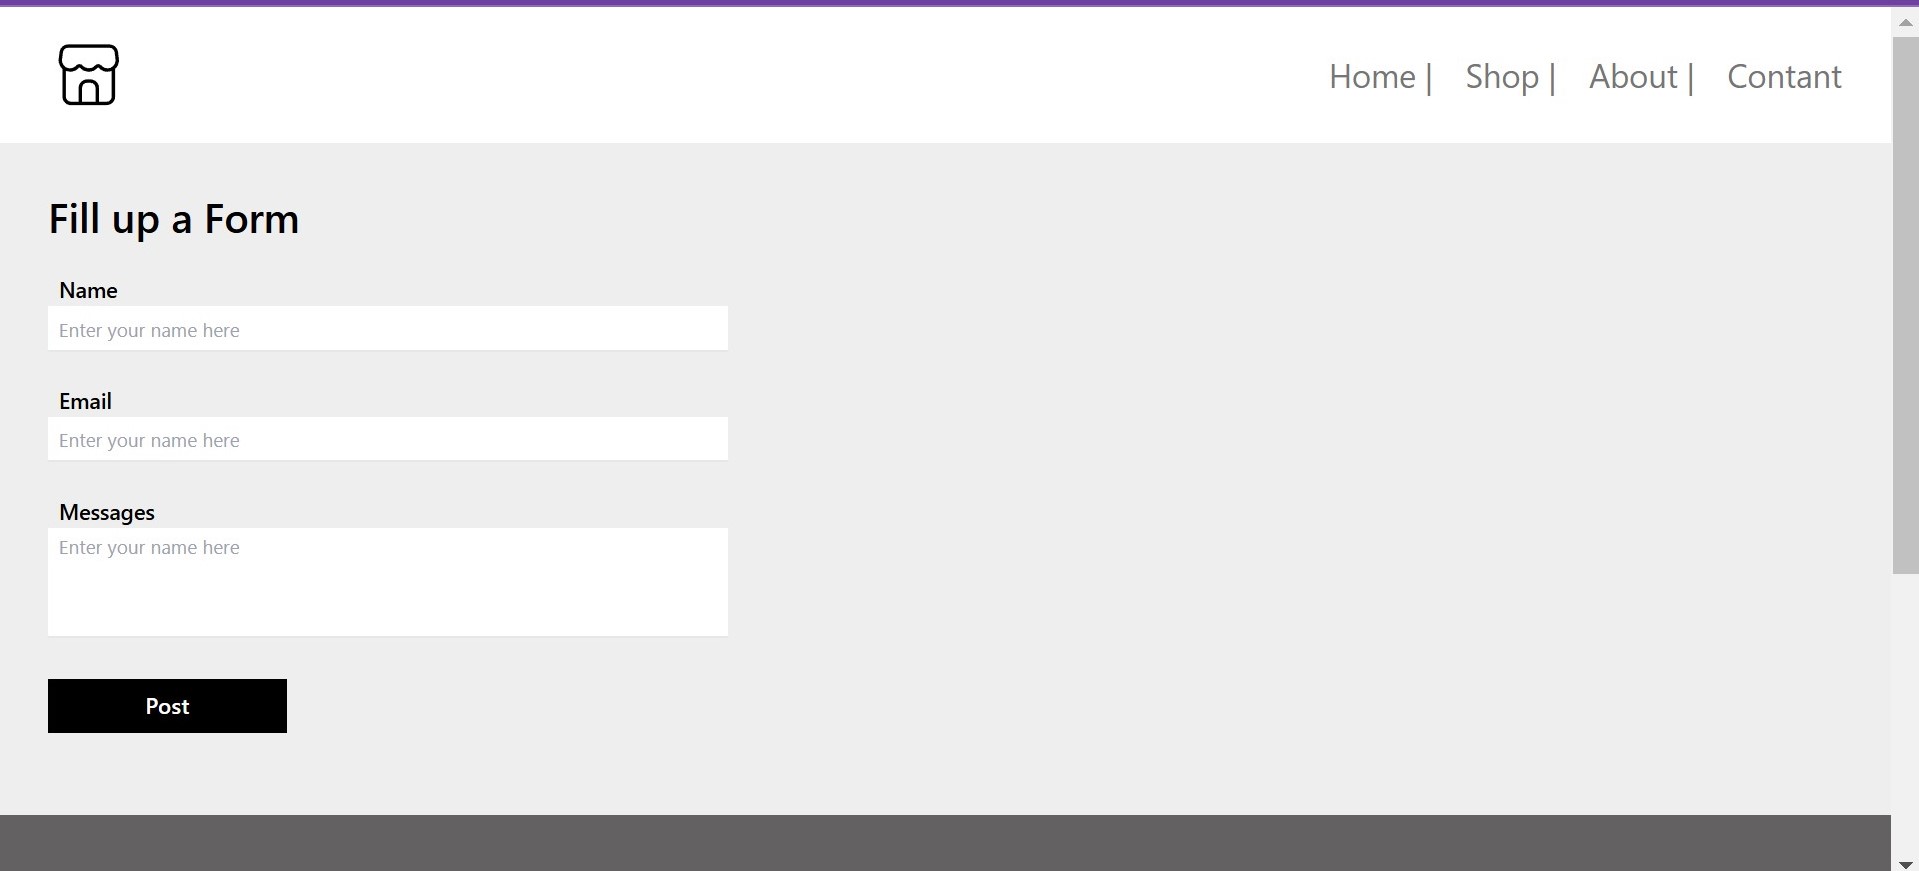 Home | Shop | About | Contant
Fill up a Form
Name
Enter your name here
Email
Enter your name here
Messages
Enter your name here
Post